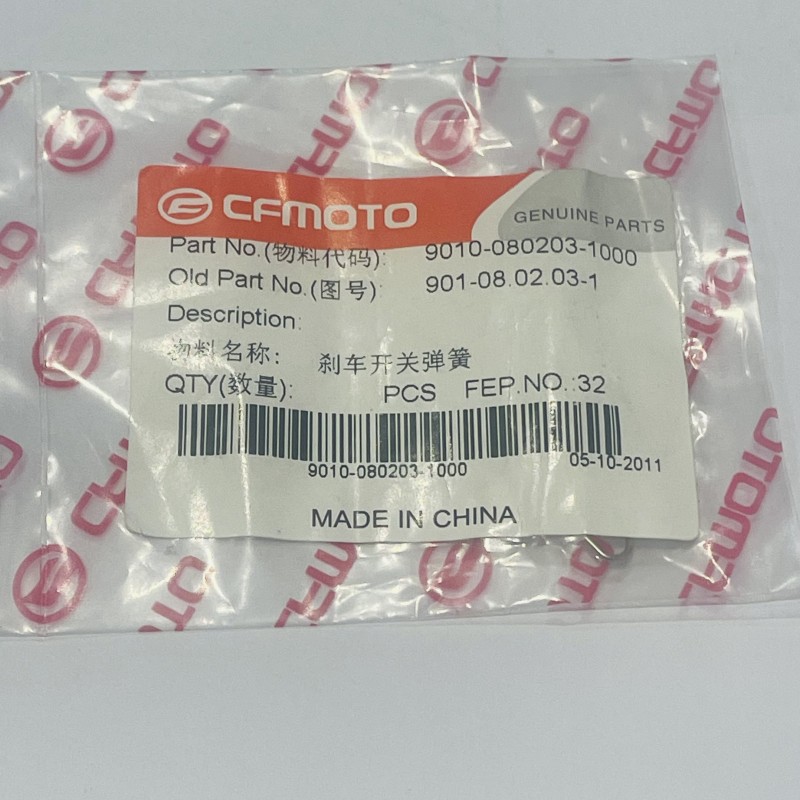 CFMOTO GENUINE PARTS
Part No.(物料代码): 9010-080203-1000
Old Part No.(图号) 901-08.02.03-1
Description:
物料名称: 刹车开关弹簧
QTY(数量): PCS FEP.NO.:32
9010-080203-1000 05-10-2011
MADE IN CHINA